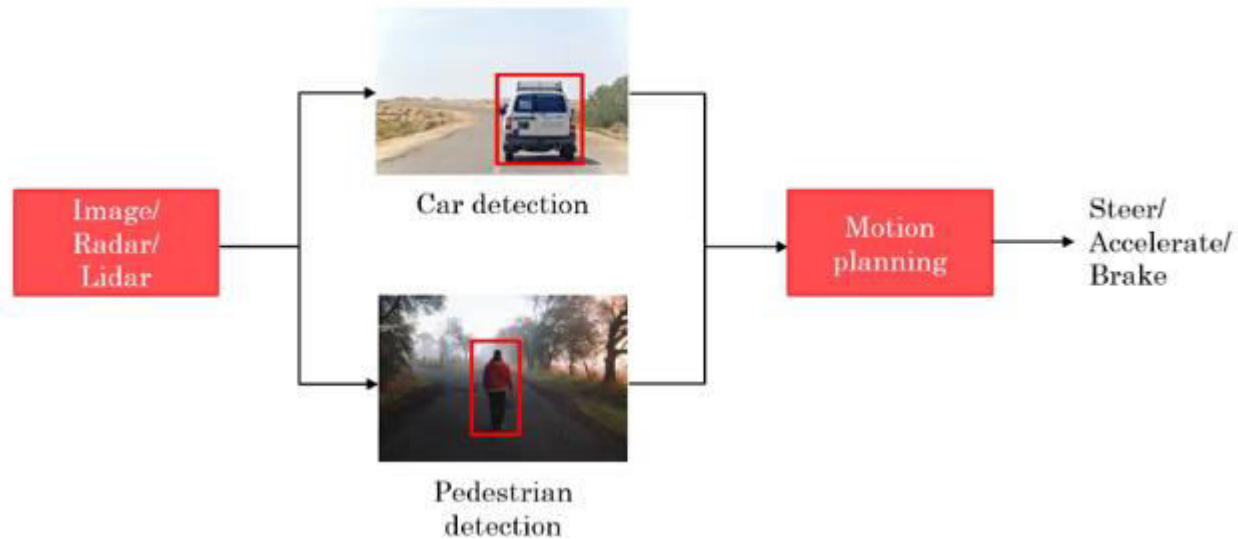 Image/
Radar/
Lidar
Car detection
Pedestrian
detection
Motion
planning
Steer/
Accelerate/
Brake